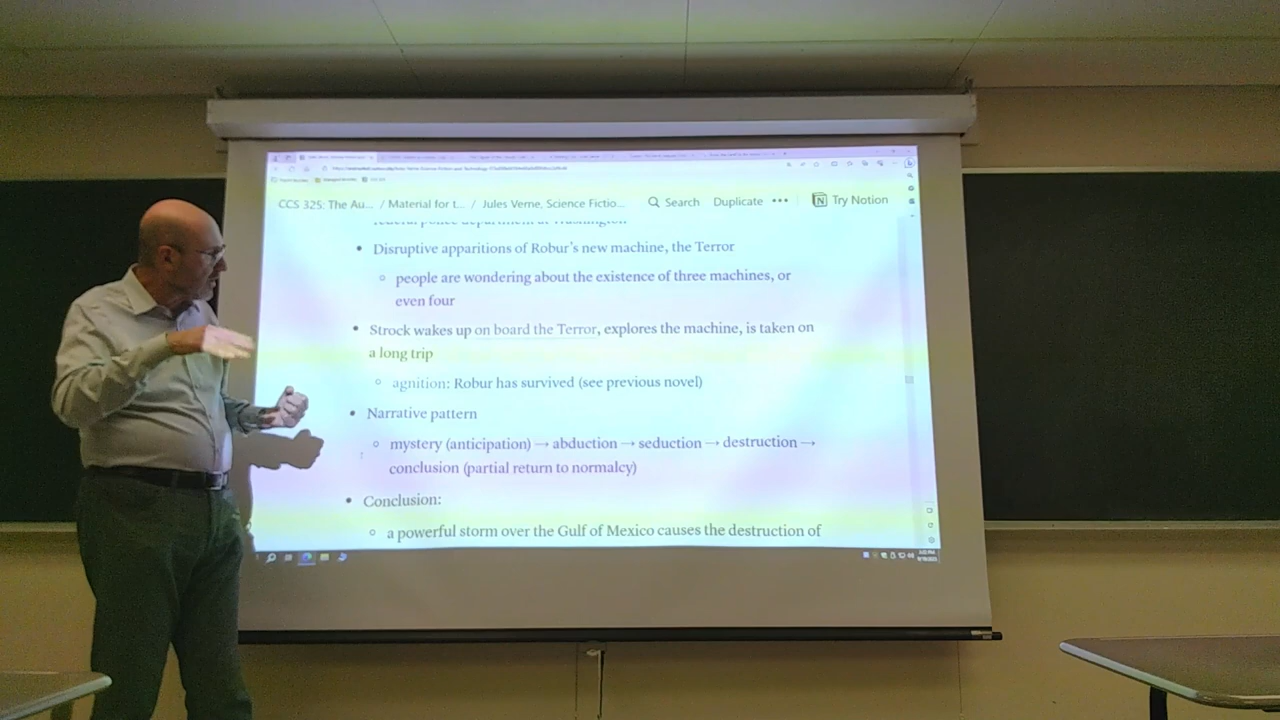 CCS 325: The Au... / Material for t... / Jules Verne, Science Fictio... Search Duplicate ••• Try Notion
federal police department at Washington
• Disruptive apparitions of Robur's new machine, the Terror
◦ people are wondering about the existence of three machines, or
even four
• Strock wakes up on board the Terror, explores the machine, is taken on
a long trip
◦ agnition: Robur has survived (see previous novel)
• Narrative pattern
◦ mystery (anticipation) → abduction → seduction → destruction →
conclusion (partial return to normalcy)
• Conclusion:
◦ a powerful storm over the Gulf of Mexico causes the destruction of